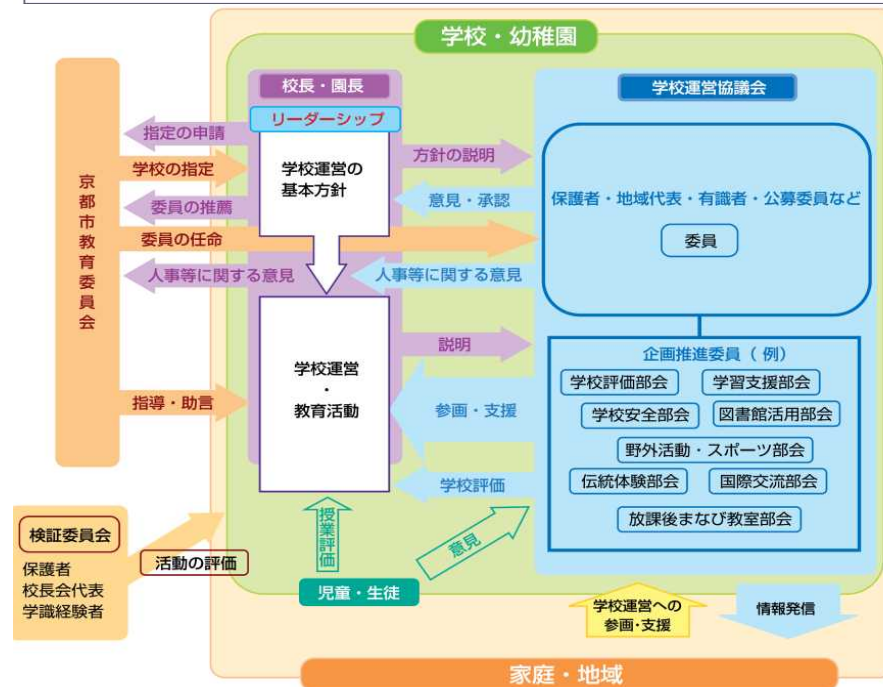 学校・幼稚園
校長・園長
リーダーシップ
学校運営の
基本方針
学校運営
・
教育活動
京都市教育委員会
指定の申請
学校の指定
委員の推薦
委員の任命
人事等に関する意見
指導・助言
方針の説明
意見・承認
人事等に関する意見
説明
参画・支援
学校評価
学校運営協議会
保護者・地域代表・有識者・公募委員など
委員
企画推進委員（例）
学校評価部会
学習支援部会
学校安全部会
図書館活用部会
野外活動・スポーツ部会
伝統体験部会
国際交流部会
放課後まなび教室部会
検証委員会
保護者
校長会代表
学識経験者
活動の評価
授業評価
意見
児童・生徒
学校運営への
参画・支援
情報発信
家庭・地域